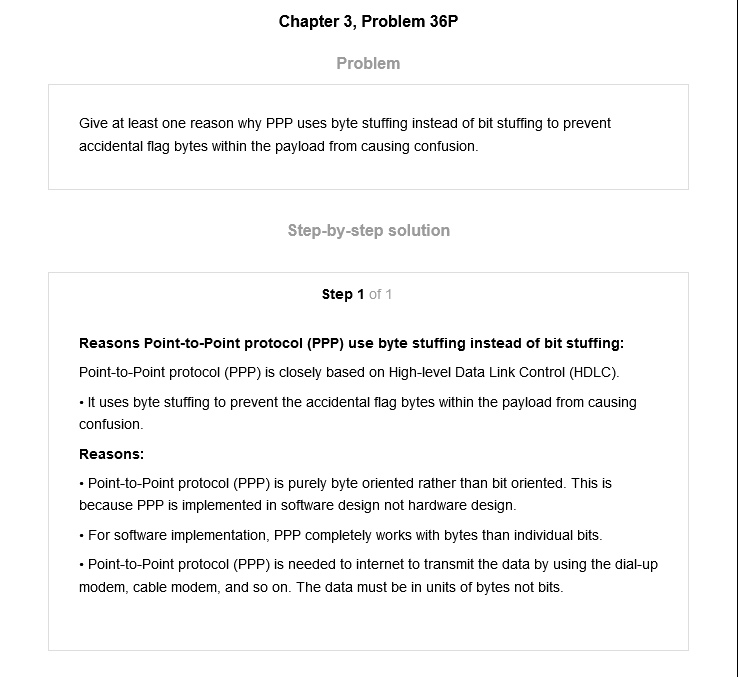 Chapter 3, Problem 36P
Problem
Give at least one reason why PPP uses byte stuffing instead of bit stuffing to prevent
accidental flag bytes within the payload from causing confusion.
Step-by-step solution
Step 1 of 1
Reasons Point-to-Point protocol (PPP) use byte stuffing instead of bit stuffing:
Point-to-Point protocol (PPP) is closely based on High-level Data Link Control (HDLC).
• It uses byte stuffing to prevent the accidental flag bytes within the payload from causing
confusion.
Reasons:
• Point-to-Point protocol (PPP) is purely byte oriented rather than bit oriented. This is
because PPP is implemented in software design not hardware design.
• For software implementation, PPP completely works with bytes than individual bits.
• Point-to-Point protocol (PPP) is needed to internet to transmit the data by using the dial-up
modem, cable modem, and so on. The data must be in units of bytes not bits.